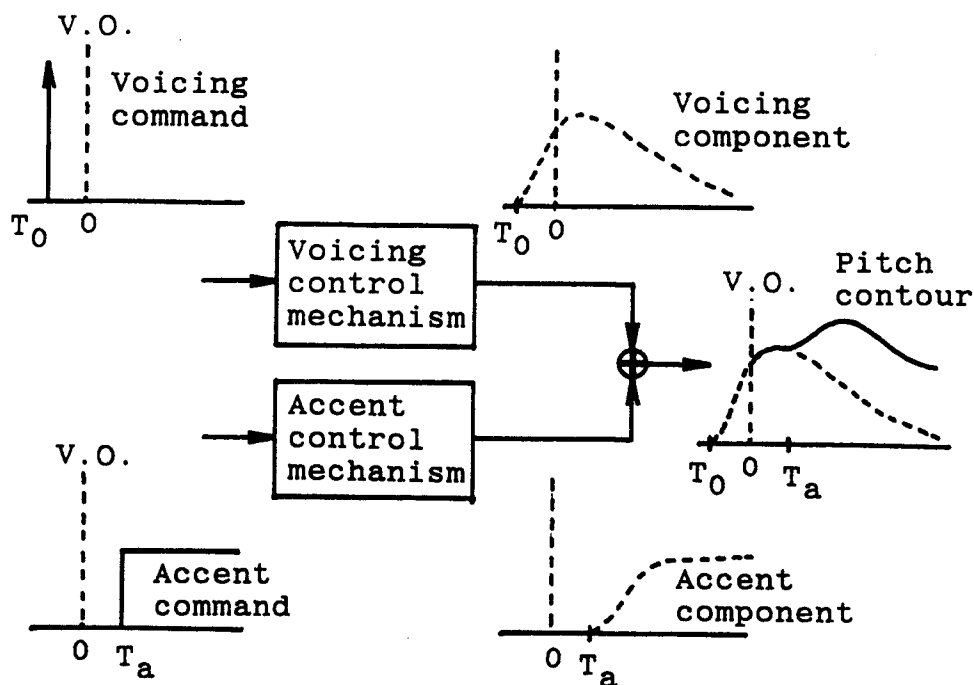 V.O.
Voicing
command
T0 0
Voicing
component
T0 0
Voicing
control
mechanism
Pitch
contour
V.O.
T0 0 Ta
Accent
control
mechanism
V.O.
Accent
command
0 Ta
Accent
component
0 Ta